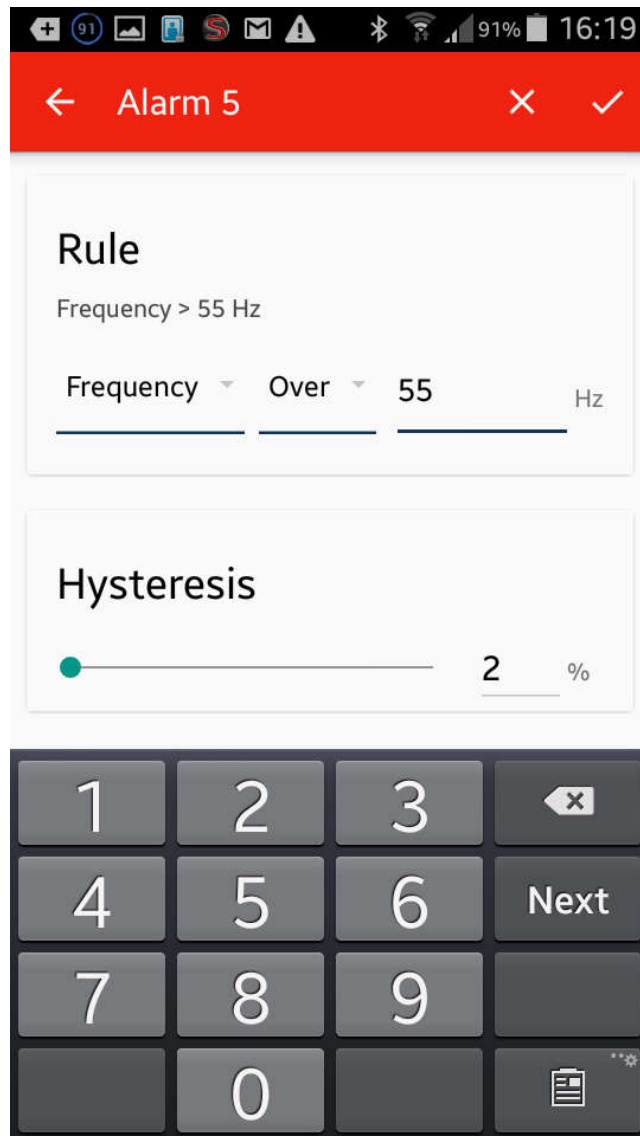 91 S 91% 16:19
Alarm 5
Rule
Frequency > 55 Hz
Frequency Over 55 Hz
Hysteresis
2 %
1 2 3
4 5 6 Next
7 8 9
0